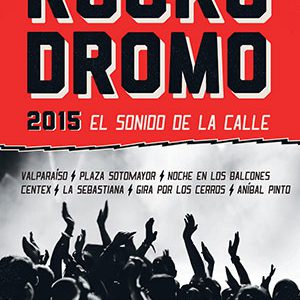 ROCKO
DROMO
2015 EL SONIDO DE LA CALLE
VALPARAÍSO ⚡ PLAZA SOTOMAYOR ⚡ NOCHE EN LOS BALCONES
CENTEX ⚡ LA SEBASTIANA ⚡ GIRA POR LOS CERROS ⚡ ANÍBAL PINTO